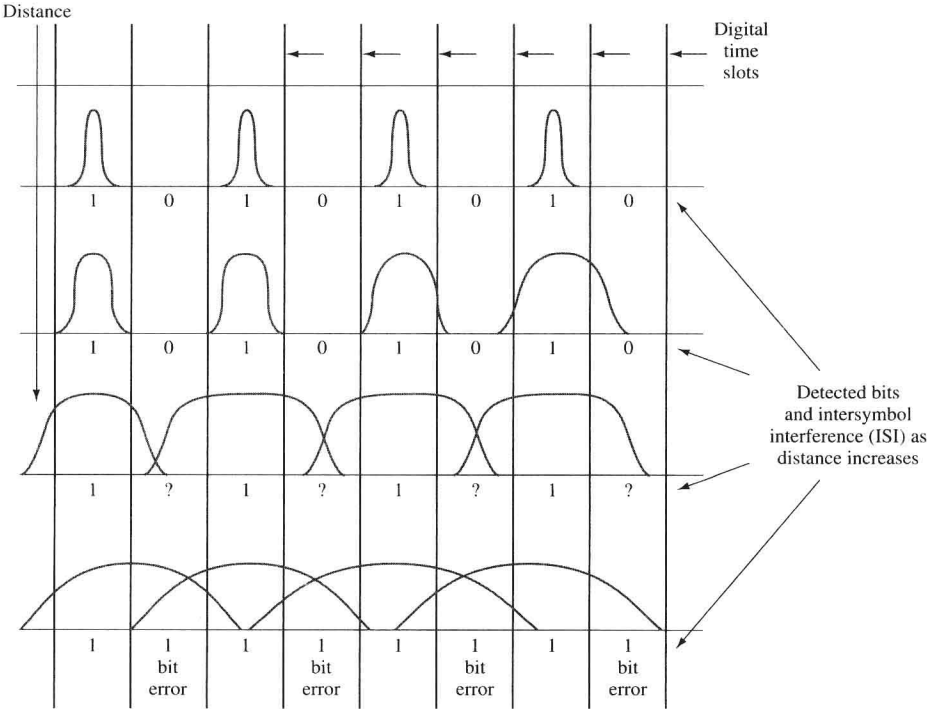 Distance
Digital
time
slots
1 0 1 0 1 0 1 0
1 0 1 0 1 0 1 0
Detected bits
and intersymbol
interference (ISI) as
distance increases
1 ? 1 ? 1 ? 1 ?
1 1 1 1 1 1 1 1
bit bit bit bit
error error error error